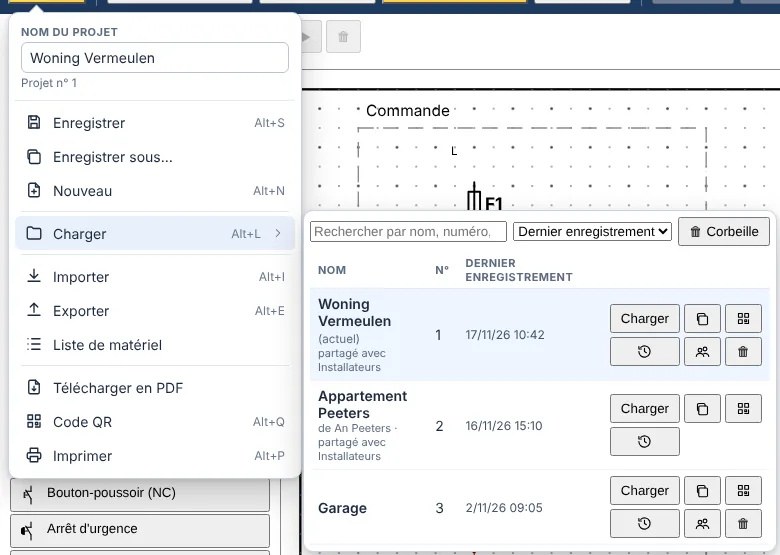 NOM DU PROJET
Woning Vermeulen
Projet n° 1
Enregistrer Alt+S
Enregistrer sous...
Nouveau Alt+N
Charger Alt+L
Importer Alt+I
Exporter Alt+E
Liste de matériel
Télécharger en PDF
Code QR Alt+Q
Imprimer Alt+P
Bouton-poussoir (NC)
Arrêt d'urgence
Commande
L
F1
Rechercher par nom, numéro,
Dernier enregistrement
Corbeille
NOM N° DERNIER
ENREGISTREMENT
Woning
Vermeulen
(actuel)
partagé avec
Installateurs
1 17/11/26 10:42 Charger
Appartement
Peeters
de An Peeters ·
partagé avec
Installateurs
2 16/11/26 15:10 Charger
Garage 3 2/11/26 09:05 Charger